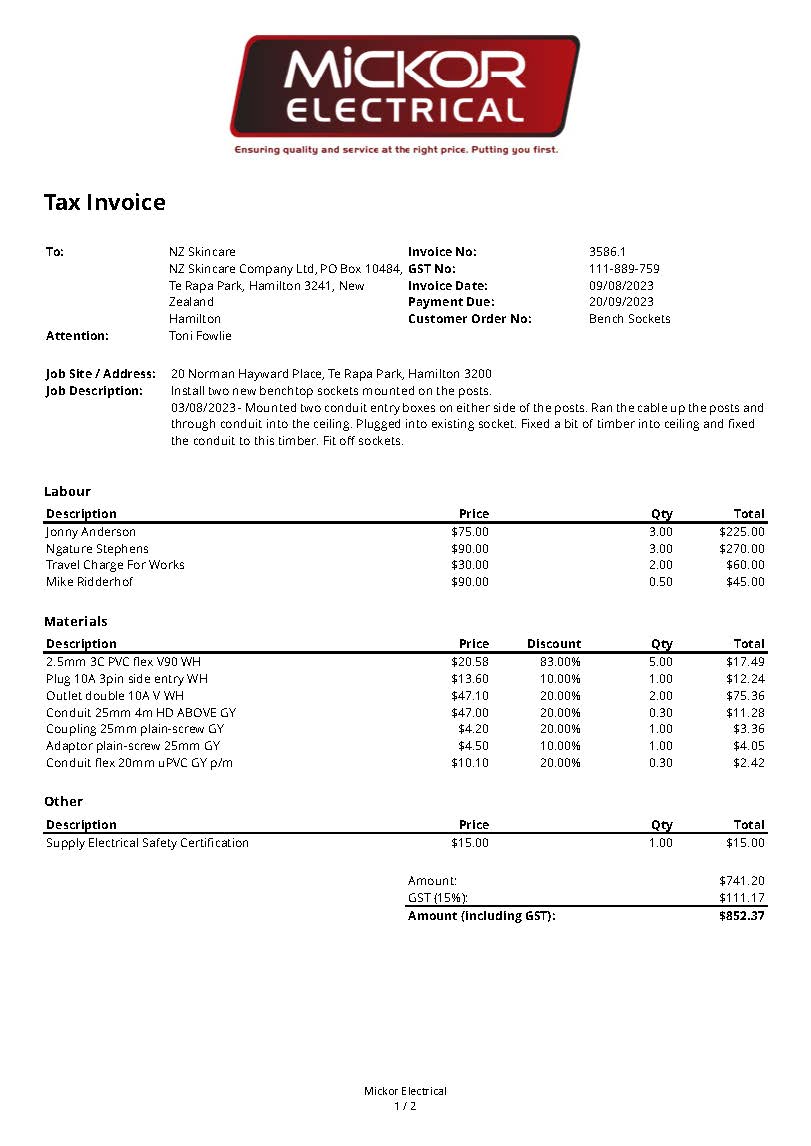 MiCKOR
ELECTRICAL
Ensuring quality and service at the right price. Putting you first.
Tax Invoice
To: NZ Skincare Invoice No: 3586.1
NZ Skincare Company Ltd, PO Box 10484, GST No: 111-889-759
Te Rapa Park, Hamilton 3241, New Invoice Date: 09/08/2023
Zealand Payment Due: 20/09/2023
Hamilton Customer Order No: Bench Sockets
Attention: Toni Fowlie
Job Site / Address: 20 Norman Hayward Place, Te Rapa Park, Hamilton 3200
Job Description: Install two new benchtop sockets mounted on the posts.
03/08/2023- Mounted two conduit entry boxes on either side of the posts. Ran the cable up the posts and
through conduit into the ceiling. Plugged into existing socket. Fixed a bit of timber into ceiling and fixed
the conduit to this timber. Fit off sockets.
Labour
Description Price Qty Total
Jonny Anderson $75.00 3.00 $225.00
Ngature Stephens $90.00 3.00 $270.00
Travel Charge For Works $30.00 2.00 $60.00
Mike Ridderhof $90.00 0.50 $45.00
Materials
Description Price Discount Qty Total
2.5mm 3C PVC flex V90 WH $20.58 83.00% 5.00 $17.49
Plug 10A 3pin side entry WH $13.60 10.00% 1.00 $12.24
Outlet double 10A V WH $47.10 20.00% 2.00 $75.36
Conduit 25mm 4m HD ABOVE GY $47.00 20.00% 0.30 $11.28
Coupling 25mm plain-screw GY $4.20 20.00% 1.00 $3.36
Adaptor plain-screw 25mm GY $4.50 10.00% 1.00 $4.05
Conduit flex 20mm uPVC GY p/m $10.10 20.00% 0.30 $2.42
Other
Description Price Qty Total
Supply Electrical Safety Certification $15.00 1.00 $15.00
Amount: $741.20
GST (15%): $111.17
Amount (including GST): $852.37
Mickor Electrical
1 / 2